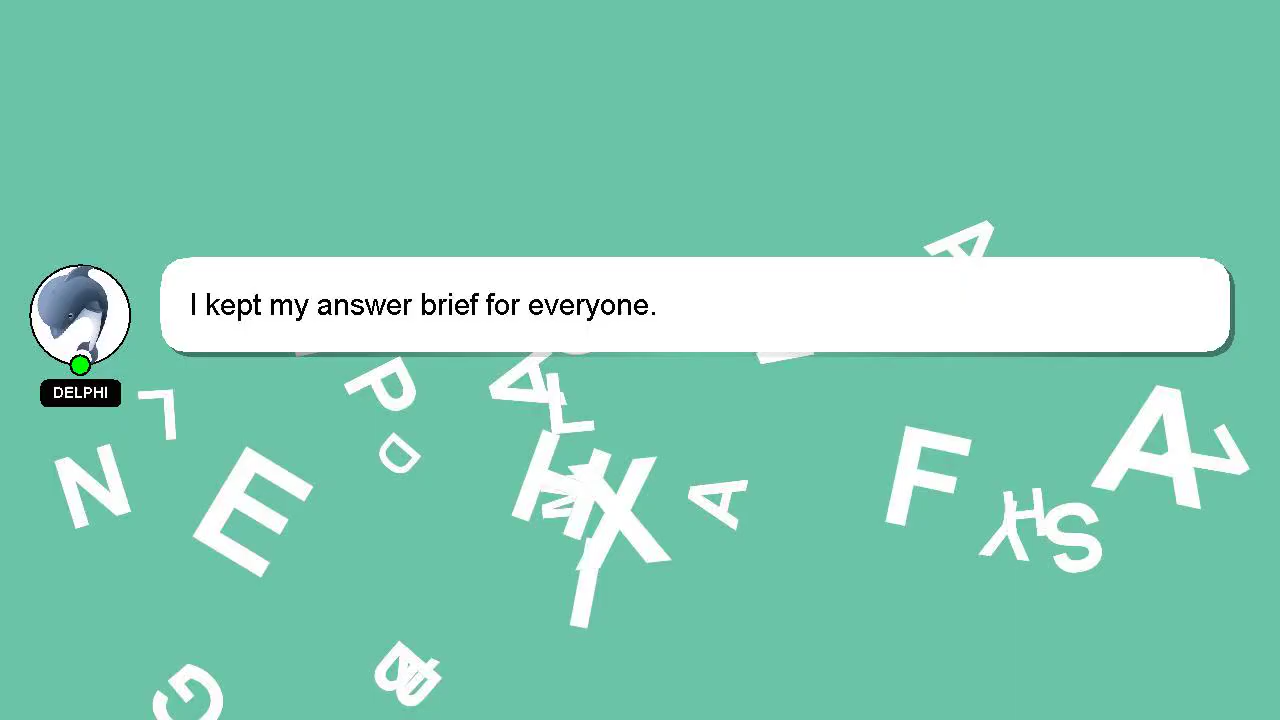 I kept my answer brief for everyone.
DELPHI
A
P
A
L
L
N
E
D
H
X
A
F
A
S
H
I
G
B